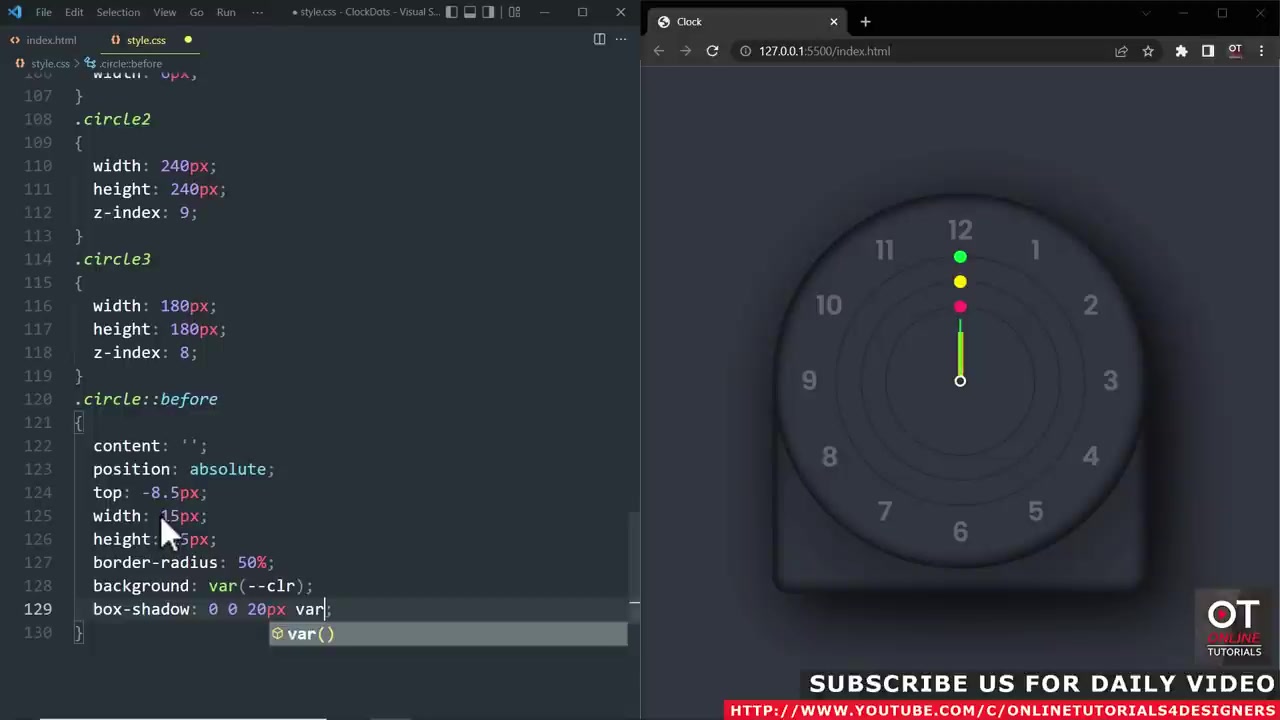 File Edit Selection View Go Run ··· ● style.css - ClockDots - Visual S...
index.html style.css ●
style.css > .circle::before
106 width: 6px;
107 }
108 .circle2
109 {
110 width: 240px;
111 height: 240px;
112 z-index: 9;
113 }
114 .circle3
115 {
116 width: 180px;
117 height: 180px;
118 z-index: 8;
119 }
120 .circle::before
121 {
122 content: '';
123 position: absolute;
124 top: -8.5px;
125 width: 15px;
126 height: 15px;
127 border-radius: 50%;
128 background: var(--clr);
129 box-shadow: 0 0 20px var;
var()
130 }
Clock
127.0.0.1:5500/index.html
OT
12
11 1
10 2
9 3
8 4
7 5
6
OT
ONLINE
TUTORIALS
SUBSCRIBE US FOR DAILY VIDEO
HTTP://WWW.YOUTUBE.COM/C/ONLINETUTORIALS4DESIGNERS